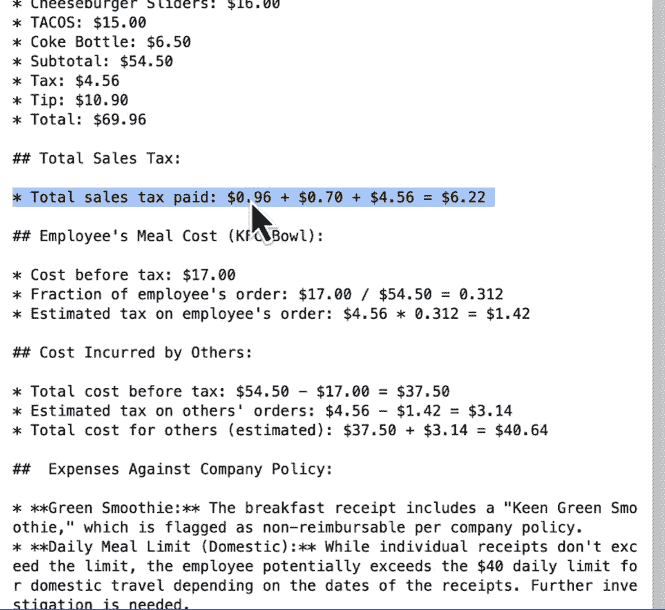 * Cheeseburger Sliders: $16.00
* TACOS: $15.00
* Coke Bottle: $6.50
* Subtotal: $54.50
* Tax: $4.56
* Tip: $10.90
* Total: $69.96
## Total Sales Tax:
* Total sales tax paid: $0.96 + $0.70 + $4.56 = $6.22
## Employee's Meal Cost (KFC Bowl):
* Cost before tax: $17.00
* Fraction of employee's order: $17.00 / $54.50 = 0.312
* Estimated tax on employee's order: $4.56 * 0.312 = $1.42
## Cost Incurred by Others:
* Total cost before tax: $54.50 − $17.00 = $37.50
* Estimated tax on others' orders: $4.56 − $1.42 = $3.14
* Total cost for others (estimated): $37.50 + $3.14 = $40.64
##  Expenses Against Company Policy:
* **Green Smoothie:** The breakfast receipt includes a "Keen Green Smo
othie," which is flagged as non-reimbursable per company policy.
* **Daily Meal Limit (Domestic):** While individual receipts don't exc
eed the limit, the employee potentially exceeds the $40 daily limit fo
r domestic travel depending on the dates of the receipts. Further inve
stigation is needed.